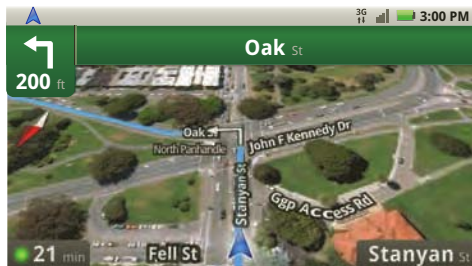 3G 3:00 PM
Oak St
200 ft
Oak St
North Panhandle
John F Kennedy Dr
Stanyan St
Ggp Access Rd
21 min
Fell St
Stanyan St